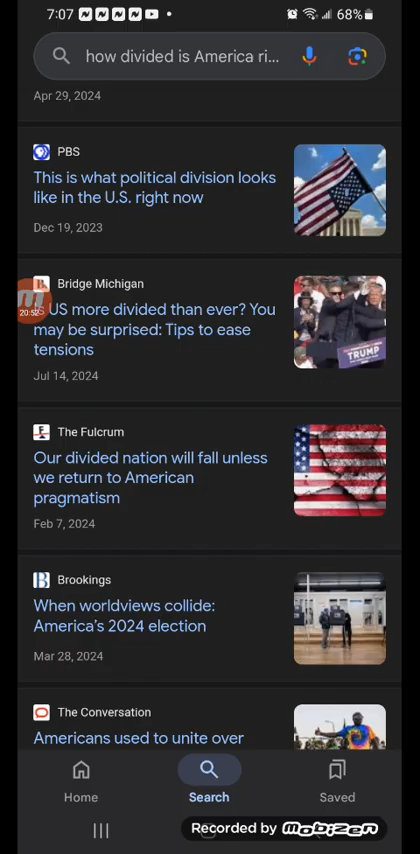 7:07
68%
how divided is America ri...
Apr 29, 2024
PBS
This is what political division looks
like in the U.S. right now
Dec 19, 2023
Bridge Michigan
US more divided than ever? You
may be surprised: Tips to ease
tensions
20:52
TRUMP
Jul 14, 2024
The Fulcrum
Our divided nation will fall unless
we return to American
pragmatism
Feb 7, 2024
Brookings
When worldviews collide:
America's 2024 election
Mar 28, 2024
The Conversation
Americans used to unite over
Home
Search
Saved
Recorded by mobizen